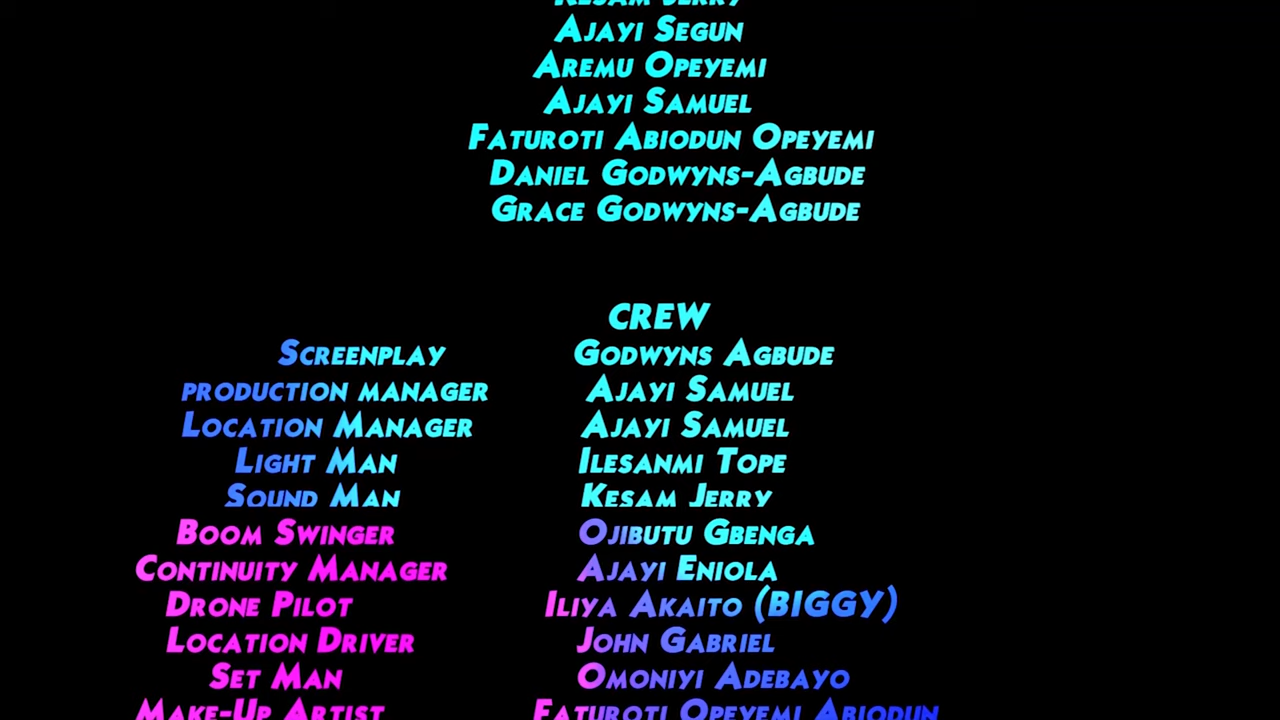 Kesam Jerry
Ajayi Segun
Aremu Opeyemi
Ajayi Samuel
Faturoti Abiodun Opeyemi
Daniel Godwyns-Agbude
Grace Godwyns-Agbude
CREW
Screenplay Godwyns Agbude
production manager Ajayi Samuel
Location Manager Ajayi Samuel
Light Man Ilesanmi Tope
Sound Man Kesam Jerry
Boom Swinger Ojibutu Gbenga
Continuity Manager Ajayi Eniola
Drone Pilot Iliya Akaito (BIGGY)
Location Driver John Gabriel
Set Man Omoniyi Adebayo
Make-Up Artist Faturoti Opeyemi Abiodun